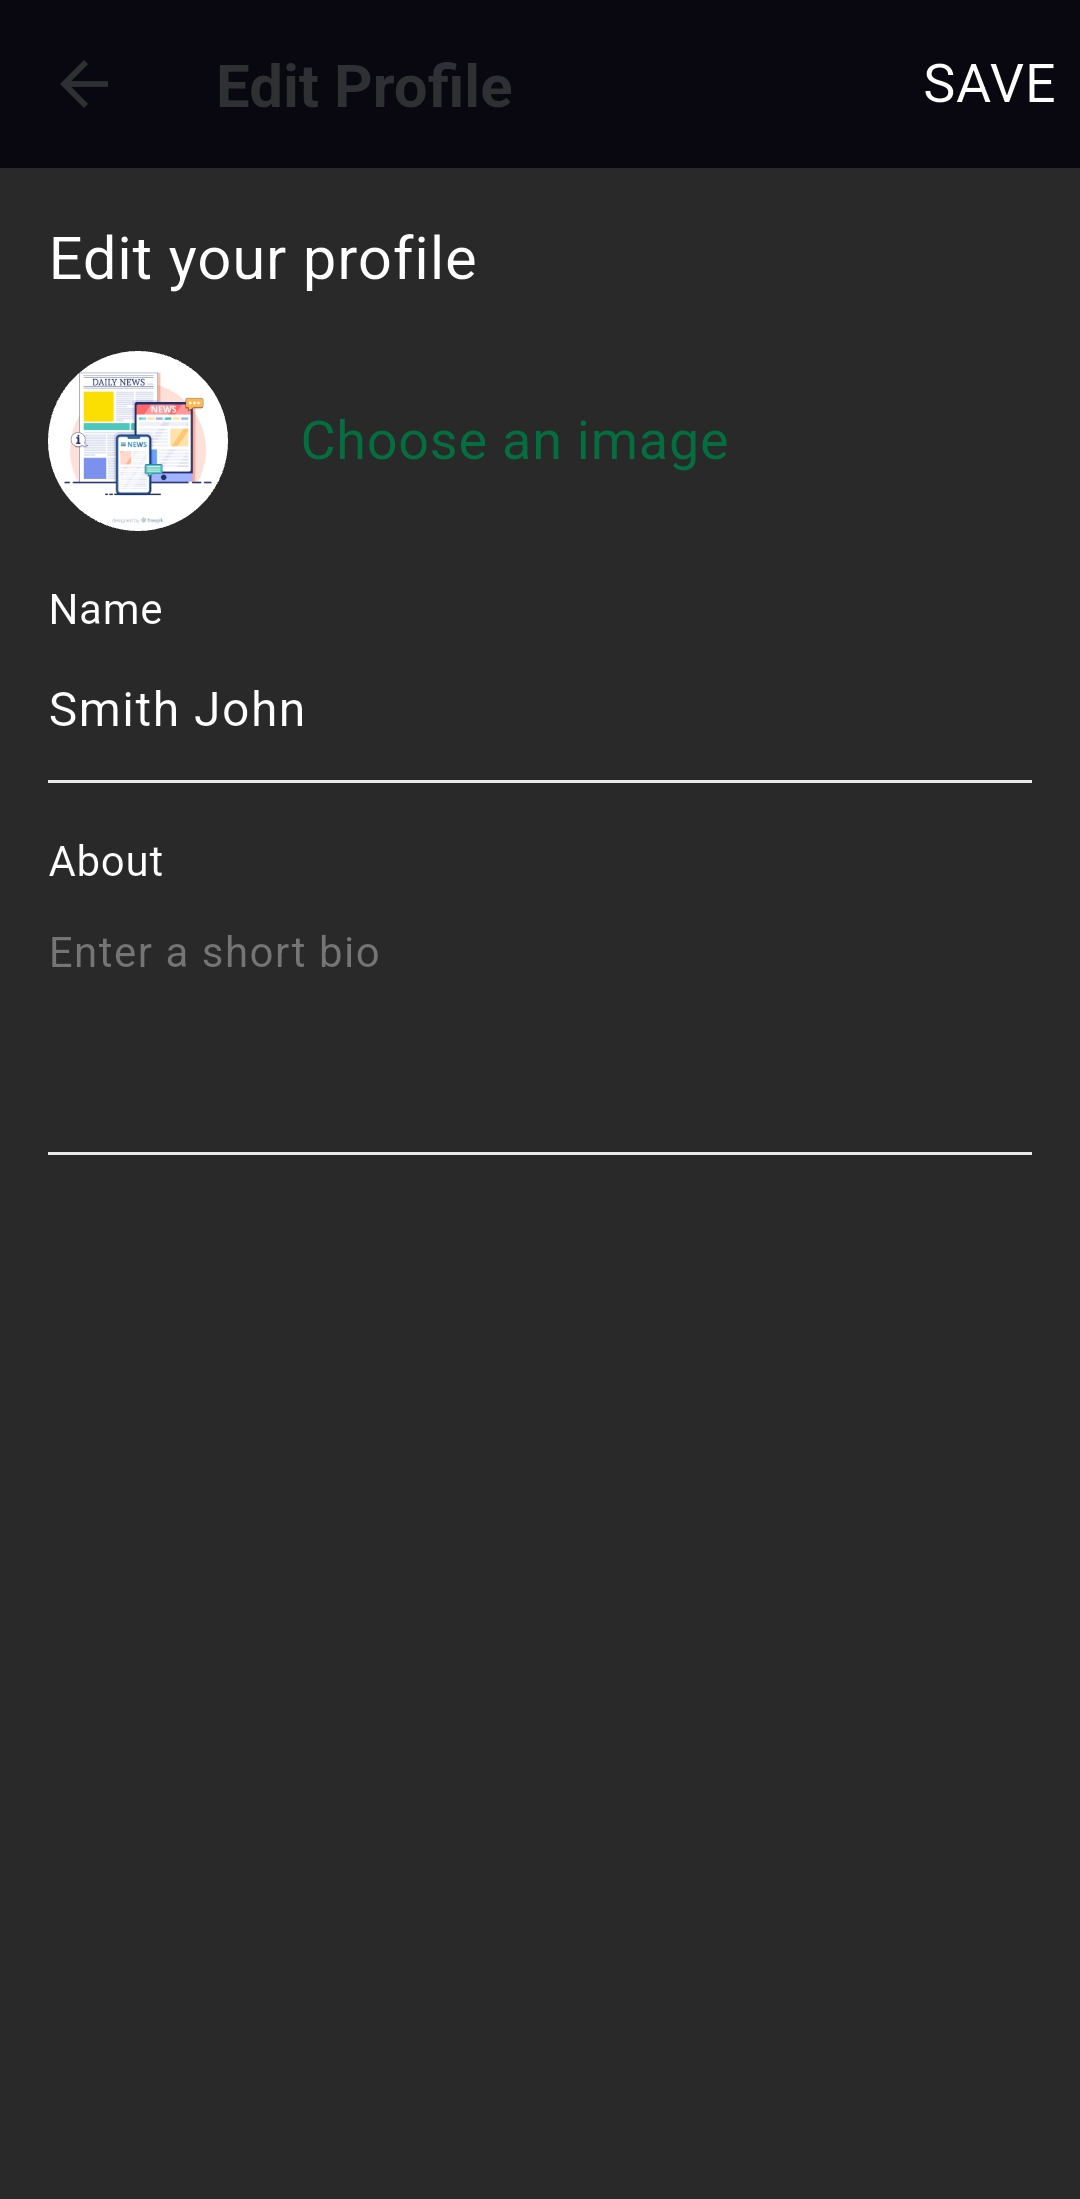 Edit Profile
SAVE
Edit your profile
DAILY NEWS
NEWS
NEWS
Choose an image
Name
Smith John
About
Enter a short bio